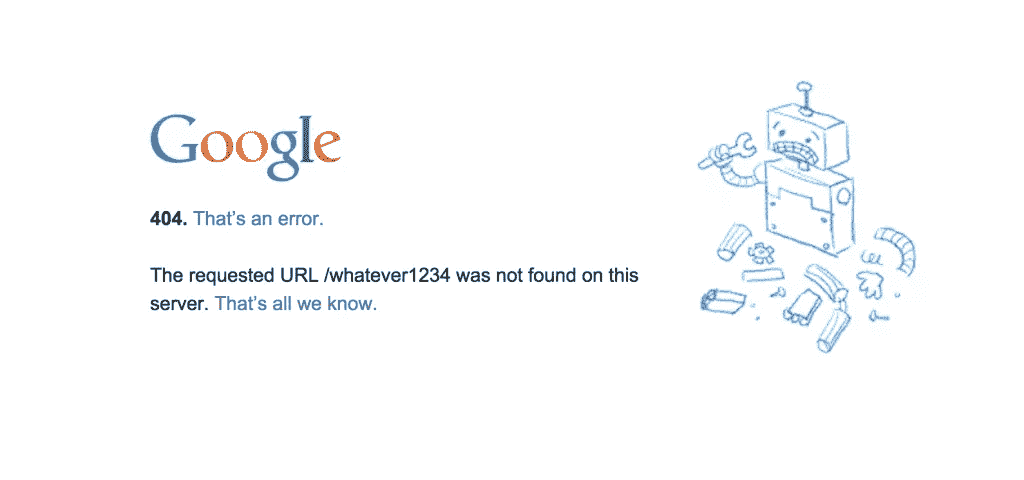 Google
404. That's an error.
The requested URL /whatever1234 was not found on this
server. That's all we know.